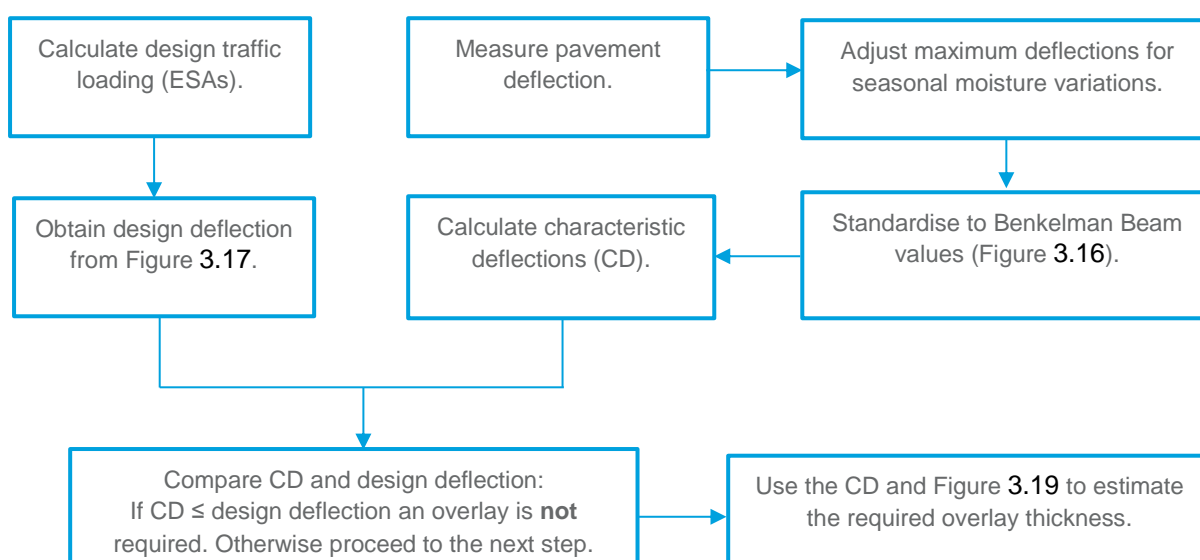 Calculate design traffic
loading (ESAs).
Measure pavement
deflection.
Adjust maximum deflections for
seasonal moisture variations.
Obtain design deflection
from Figure 3.17.
Calculate characteristic
deflections (CD).
Standardise to Benkelman Beam
values (Figure 3.16).
Compare CD and design deflection:
If CD ≤ design deflection an overlay is not
required. Otherwise proceed to the next step.
Use the CD and Figure 3.19 to estimate
the required overlay thickness.